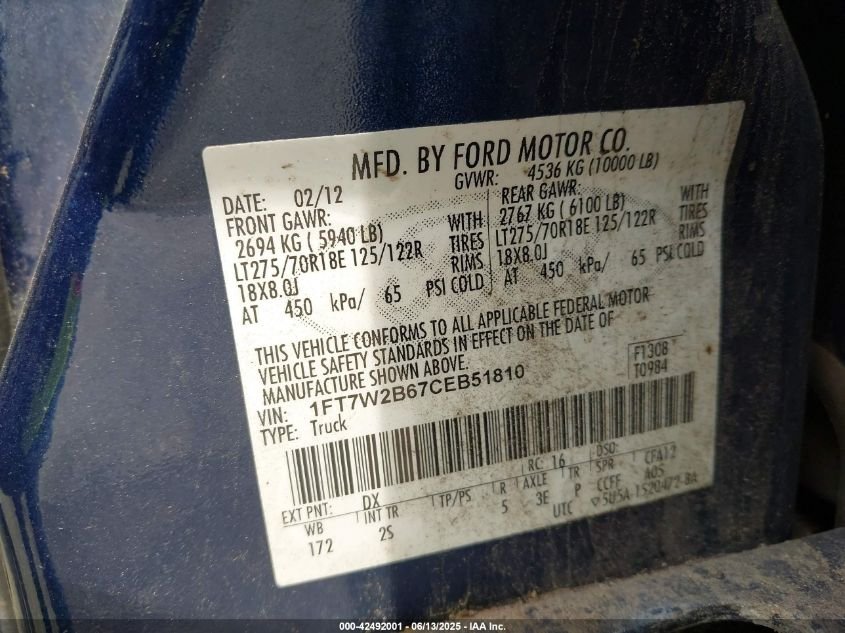 MFD. BY FORD MOTOR CO.
DATE: 02/12 GVWR: 4536 KG (10000 LB)
FRONT GAWR: REAR GAWR:
2694 KG ( 5940 LB) WITH 2767 KG ( 6100 LB) WITH
LT275/70R18E 125/122R TIRES LT275/70R18E 125/122R TIRES
18X8.0J RIMS 18X8.0J RIMS
AT 450 kPa/ 65 PSI COLD AT 450 kPa/ 65 PSI COLD
THIS VEHICLE CONFORMS TO ALL APPLICABLE FEDERAL MOTOR
VEHICLE SAFETY STANDARDS IN EFFECT ON THE DATE OF
MANUFACTURE SHOWN ABOVE.
F1308
T0984
VIN: 1FT7W2B67CEB51810
TYPE: Truck
EXT PNT: DX RC: 16 DSO:
WB INT TR TP/PS R AXLE TR SPR CFA12
172 2S 5 3E P CCFF A05
UTC 5U5A-1520472-BA
000-42492001 - 06/13/2025 - IAA Inc.